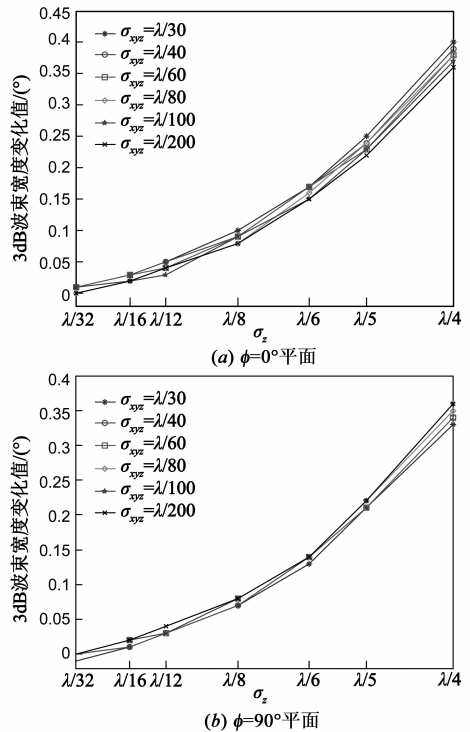 0.45
0.4
0.35
0.3
0.25
0.2
0.15
0.1
0.05
0
3dB波束宽度变化值/(°)
σxyz=λ/30
σxyz=λ/40
σxyz=λ/60
σxyz=λ/80
σxyz=λ/100
σxyz=λ/200
λ/32 λ/16 λ/12 λ/8 λ/6 λ/5 λ/4
σz
(a) ϕ=0°平面
0.4
0.35
0.3
0.25
0.2
0.15
0.1
0.05
0
3dB波束宽度变化值/(°)
σxyz=λ/30
σxyz=λ/40
σxyz=λ/60
σxyz=λ/80
σxyz=λ/100
σxyz=λ/200
λ/32 λ/16 λ/12 λ/8 λ/6 λ/5 λ/4
σz
(b) ϕ=90°平面